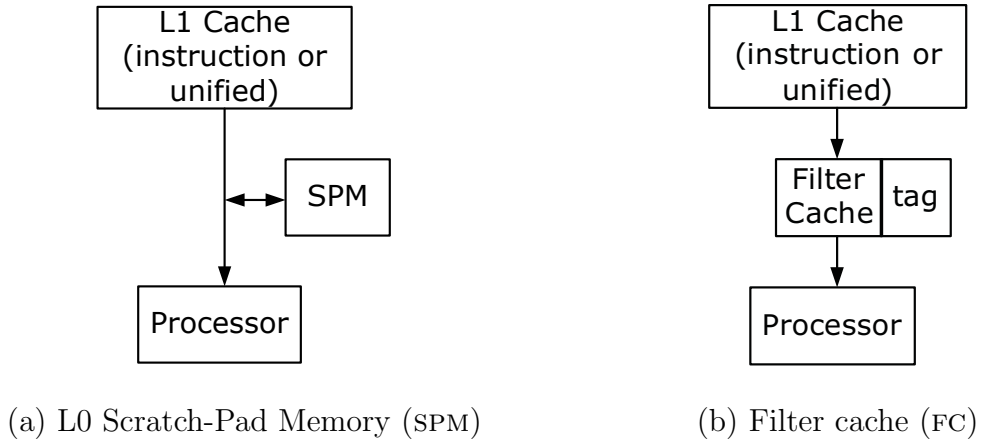 L1 Cache
(instruction or
unified)
SPM
Processor
(a) L0 Scratch-Pad Memory (SPM)
L1 Cache
(instruction or
unified)
Filter
Cache
tag
Processor
(b) Filter cache (FC)